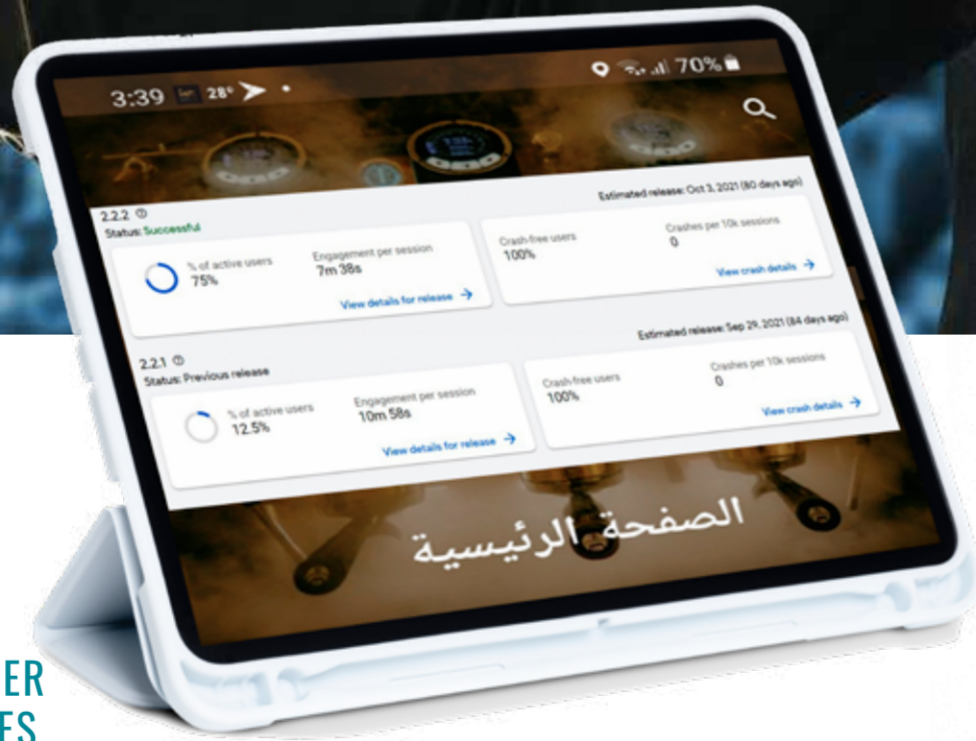 3:39 28° 70%
2.2.2
Estimated release: Oct 3, 2021 (80 days ago)
Status: Successful
% of active users
75%
Engagement per session
7m 38s
View details for release →
Crash-free users
100%
Crashes per 10k sessions
0
View crash details →
2.2.1
Estimated release: Sep 29, 2021 (84 days ago)
Status: Previous release
% of active users
12.5%
Engagement per session
10m 58s
View details for release →
Crash-free users
100%
Crashes per 10k sessions
0
View crash details →
الصفحة الرئيسية
ER
ES